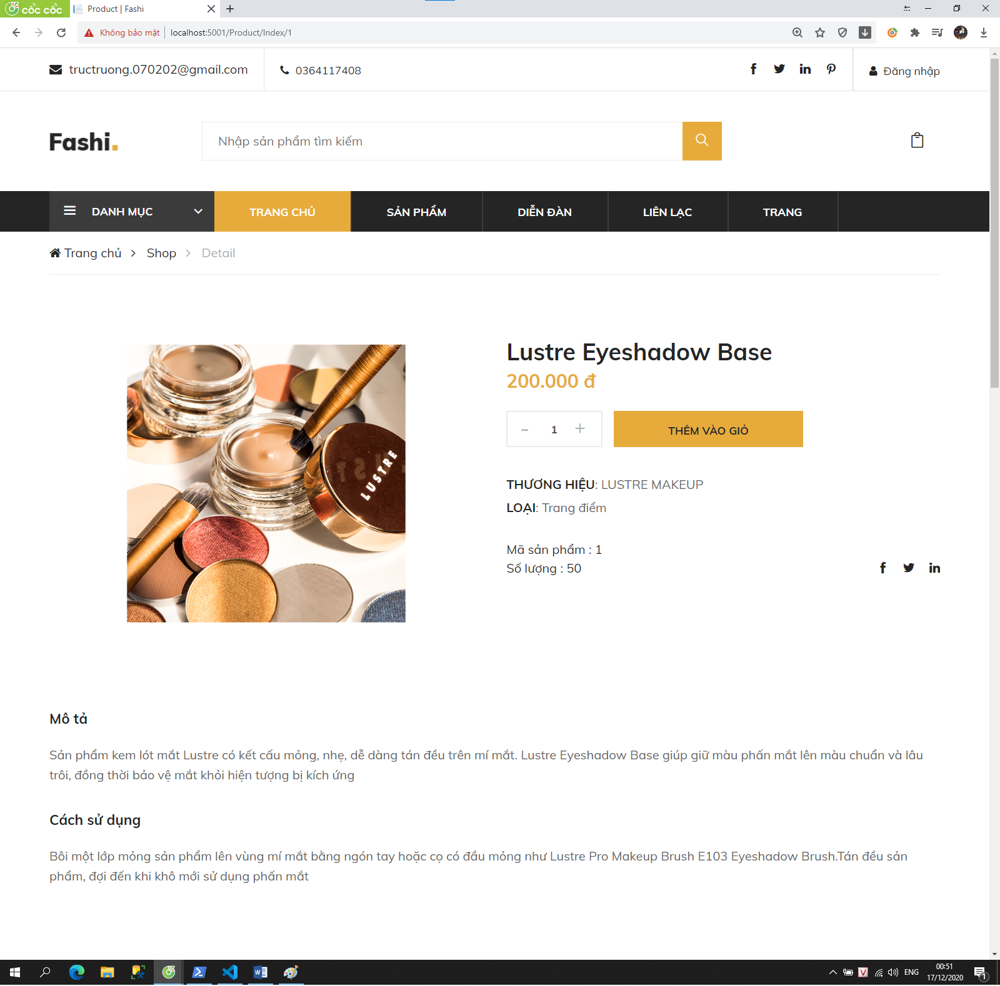 cốc cốc
Product | Fashi
Không bảo mật
localhost:5001/Product/Index/1
tructruong.070202@gmail.com
0364117408
Đăng nhập
Fashi.
Nhập sản phẩm tìm kiếm
DANH MỤC
TRANG CHỦ
SẢN PHẨM
DIỄN ĐÀN
LIÊN LẠC
TRANG
Trang chủ > Shop > Detail
LUSTRE
Lustre Eyeshadow Base
200.000 đ
- 1 +
THÊM VÀO GIỎ
THƯƠNG HIỆU: LUSTRE MAKEUP
LOẠI: Trang điểm
Mã sản phẩm : 1
Số lượng : 50
Mô tả
Sản phẩm kem lót mắt Lustre có kết cấu mỏng, nhẹ, dễ dàng tán đều trên mí mắt. Lustre Eyeshadow Base giúp giữ màu phấn mắt lên màu chuẩn và lâu
trôi, đồng thời bảo vệ mắt khỏi hiện tượng bị kích ứng
Cách sử dụng
Bôi một lớp mỏng sản phẩm lên vùng mí mắt bằng ngón tay hoặc cọ có đầu mỏng như Lustre Pro Makeup Brush E103 Eyeshadow Brush.Tán đều sản
phẩm, đợi đến khi khô mới sử dụng phấn mắt
ENG
00:51
17/12/2020
1